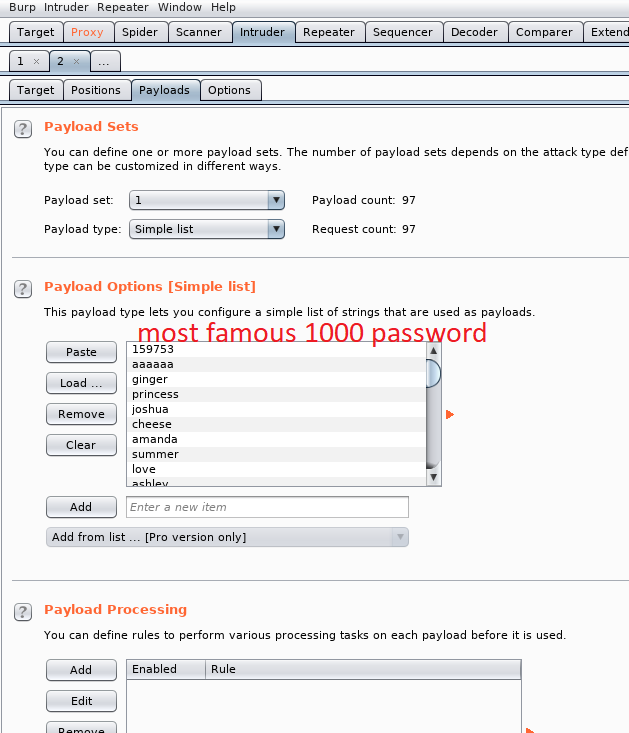 Burp Intruder Repeater Window Help
Target Proxy Spider Scanner Intruder Repeater Sequencer Decoder Comparer Extend
1 × 2 × ...
Target Positions Payloads Options
? Payload Sets
You can define one or more payload sets. The number of payload sets depends on the attack type def
type can be customized in different ways.
Payload set: 1 Payload count: 97
Payload type: Simple list Request count: 97
? Payload Options [Simple list]
This payload type lets you configure a simple list of strings that are used as payloads.
most famous 1000 password
Paste 159753
aaaaaa
Load ... ginger
princess
Remove joshua
cheese
Clear amanda
summer
love
ashley
Add Enter a new item
Add from list ... [Pro version only]
? Payload Processing
You can define rules to perform various processing tasks on each payload before it is used.
Add Enabled Rule
Edit
Remove